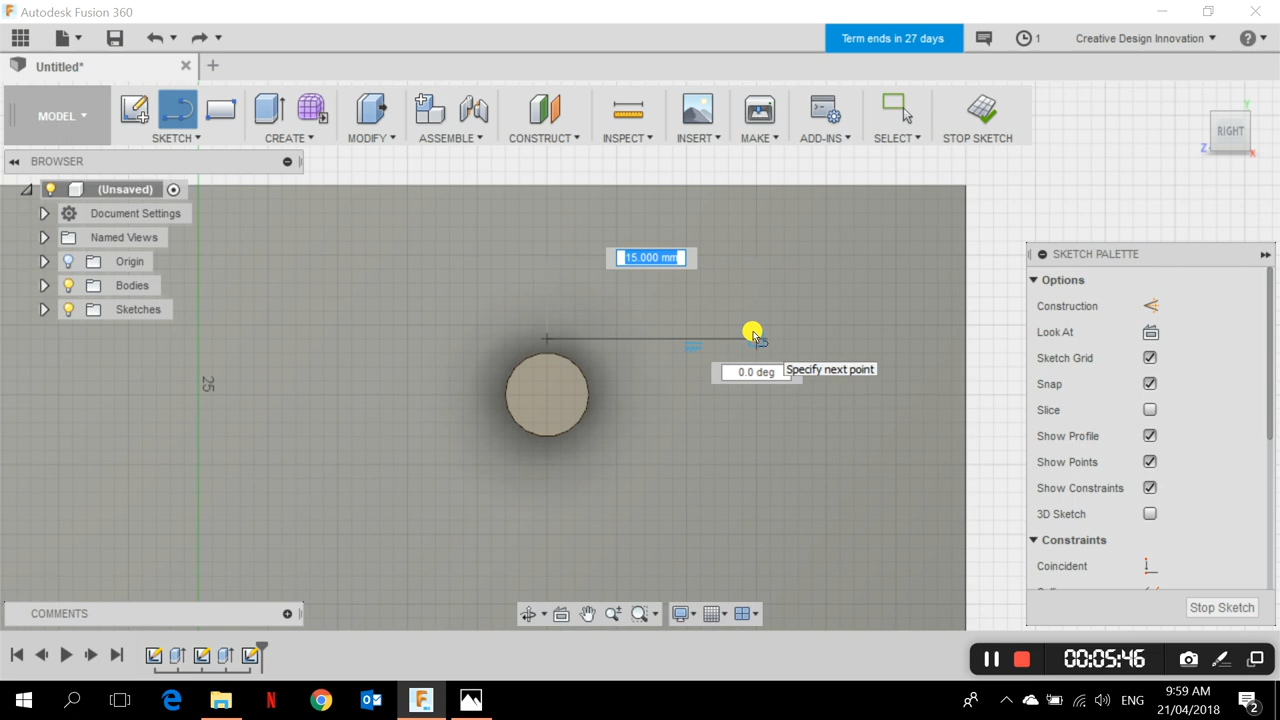 Autodesk Fusion 360
Term ends in 27 days
1
Creative Design Innovation
Untitled*
MODEL
SKETCH
CREATE
MODIFY
ASSEMBLE
CONSTRUCT
INSPECT
INSERT
MAKE
ADD-INS
SELECT
STOP SKETCH
Y
RIGHT
Z
X
BROWSER
(Unsaved)
Document Settings
Named Views
Origin
Bodies
Sketches
25
15.000 mm
0.0 deg
Specify next point
SKETCH PALETTE
Options
Construction
Look At
Sketch Grid
Snap
Slice
Show Profile
Show Points
Show Constraints
3D Sketch
Constraints
Coincident
Stop Sketch
COMMENTS
00:05:46
ENG
9:59 AM
21/04/2018
2